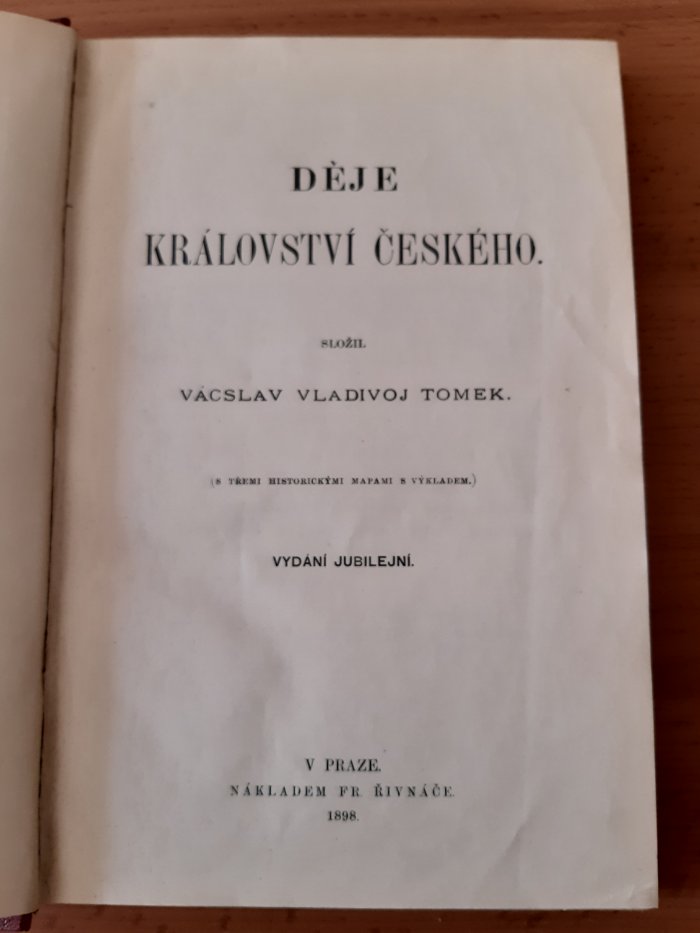 DĚJE
KRÁLOVSTVÍ ČESKÉHO.
SLOŽIL
VÁCSLAV VLADIVOJ TOMEK.
(S TŘEMI HISTORICKÝMI MAPAMI S VÝKLADEM.)
VYDÁNÍ JUBILEJNÍ.
V PRAZE.
NÁKLADEM FR. ŘIVNÁČE.
1898.